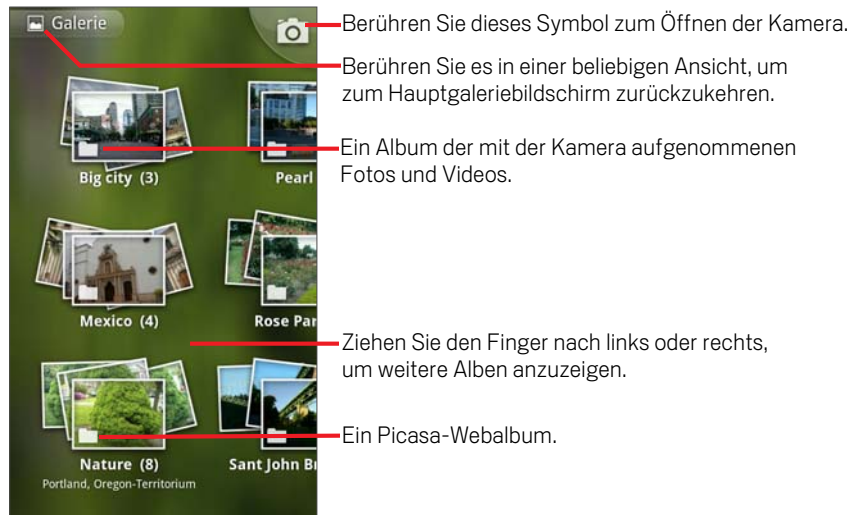 Galerie
Berühren Sie dieses Symbol zum Öffnen der Kamera.
Berühren Sie es in einer beliebigen Ansicht, um
zum Hauptgaleriebildschirm zurückzukehren.
Ein Album der mit der Kamera aufgenommenen
Fotos und Videos.
Big city (3)
Pearl
Mexico (4)
Rose Par
Ziehen Sie den Finger nach links oder rechts,
um weitere Alben anzuzeigen.
Ein Picasa-Webalbum.
Nature (8)
Sant John B
Portland, Oregon-Territorium